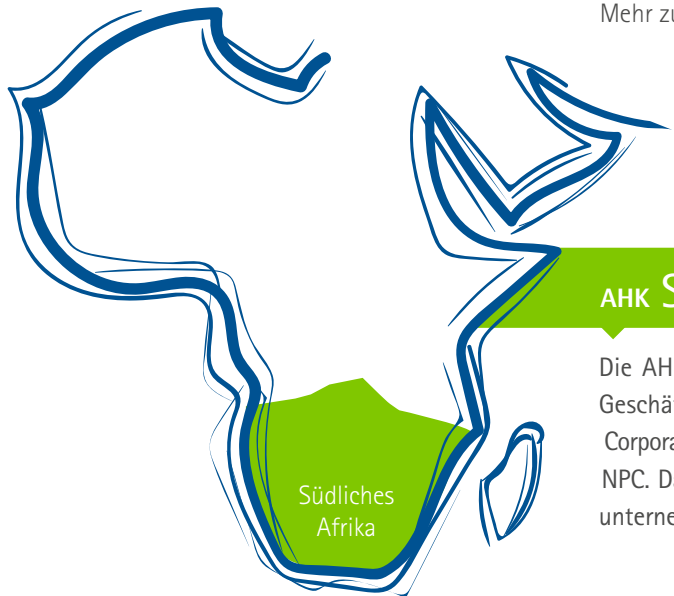 Mehr zu
AHK S
Die AH
Geschä
Corpora
NPC. D
unterne
Südliches
Afrika